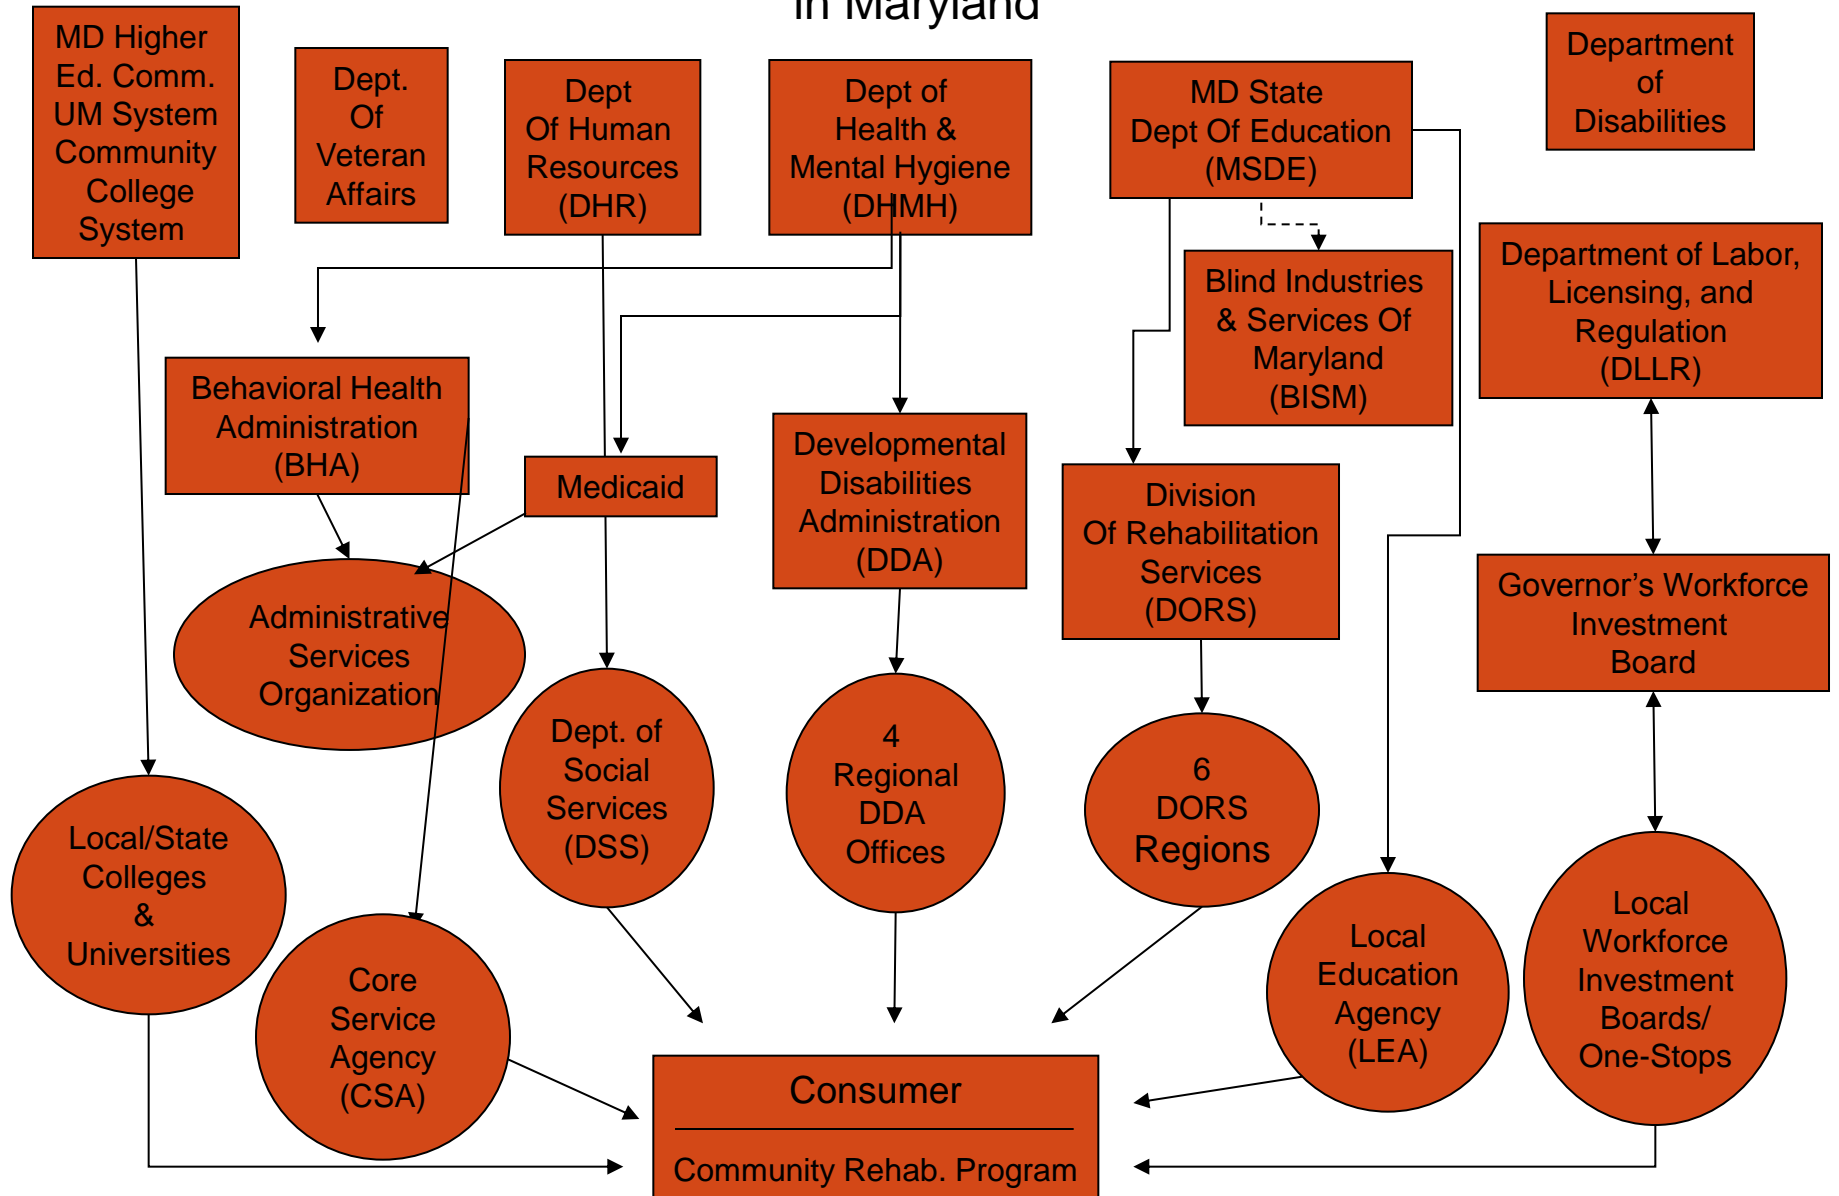 in Maryland
MD Higher
Ed. Comm.
UM System
Community
College
System
Dept.
Of
Veteran
Affairs
Dept
Of Human
Resources
(DHR)
Dept of
Health &
Mental Hygiene
(DHMH)
MD State
Dept Of Education
(MSDE)
Department
of
Disabilities
Blind Industries
& Services Of
Maryland
(BISM)
Department of Labor,
Licensing, and
Regulation
(DLLR)
Behavioral Health
Administration
(BHA)
Medicaid
Developmental
Disabilities
Administration
(DDA)
Division
Of Rehabilitation
Services
(DORS)
Governor’s Workforce
Investment
Board
Administrative
Services
Organization
Dept. of
Social
Services
(DSS)
4
Regional
DDA
Offices
6
DORS
Regions
Local/State
Colleges
&
Universities
Core
Service
Agency
(CSA)
Local
Education
Agency
(LEA)
Local
Workforce
Investment
Boards/
One-Stops
Consumer
Community Rehab. Program